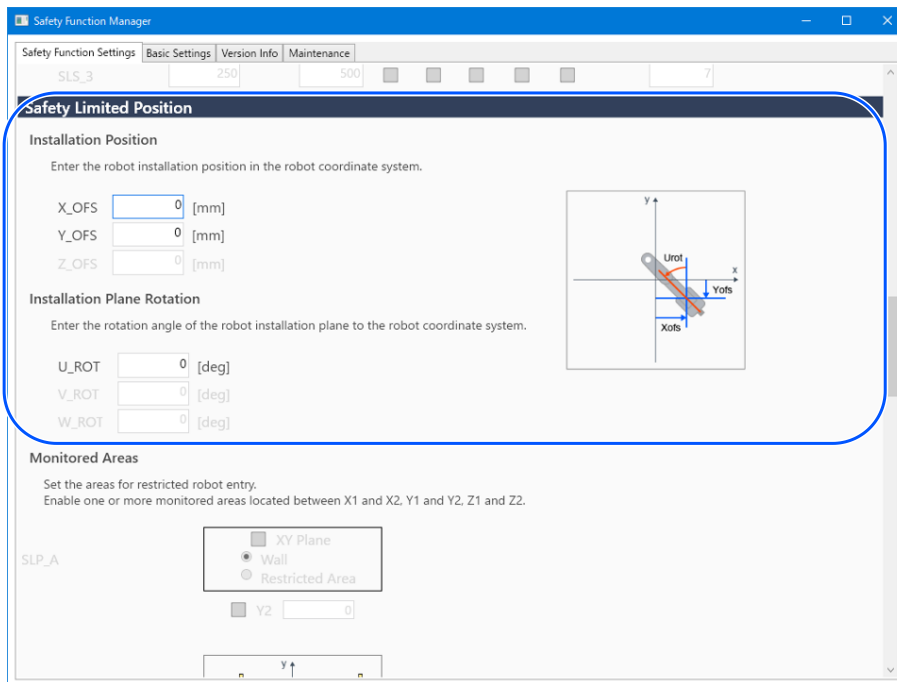 Safety Function Manager
Safety Function Settings Basic Settings Version Info Maintenance
SLS_3 250 500 7
Safety Limited Position
Installation Position
Enter the robot installation position in the robot coordinate system.
X_OFS 0 [mm]
Y_OFS 0 [mm]
Z_OFS 0 [mm]
y
Urot
x
Yofs
Xofs
Installation Plane Rotation
Enter the rotation angle of the robot installation plane to the robot coordinate system.
U_ROT 0 [deg]
V_ROT 0 [deg]
W_ROT 0 [deg]
Monitored Areas
Set the areas for restricted robot entry.
Enable one or more monitored areas located between X1 and X2, Y1 and Y2, Z1 and Z2.
XY Plane
SLP_A Wall
Restricted Area
Y2 0
y